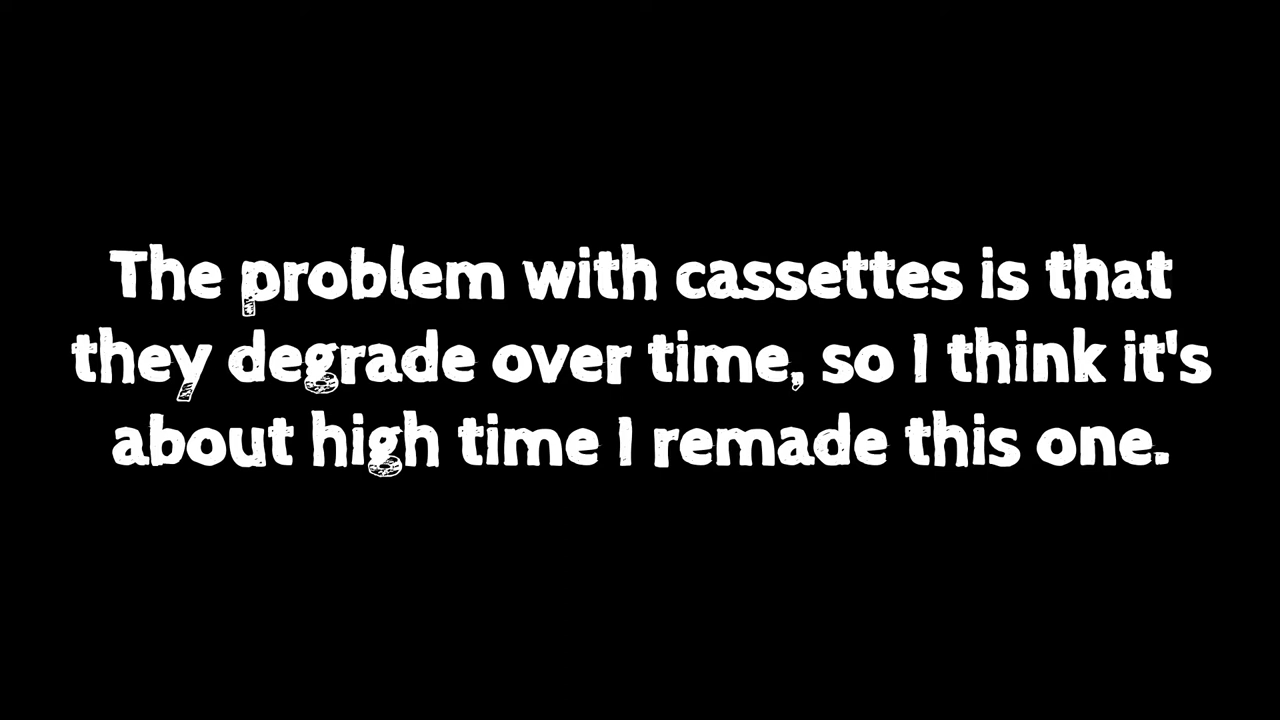 The problem with cassettes is that
they degrade over time, so I think it's
about high time I remade this one.